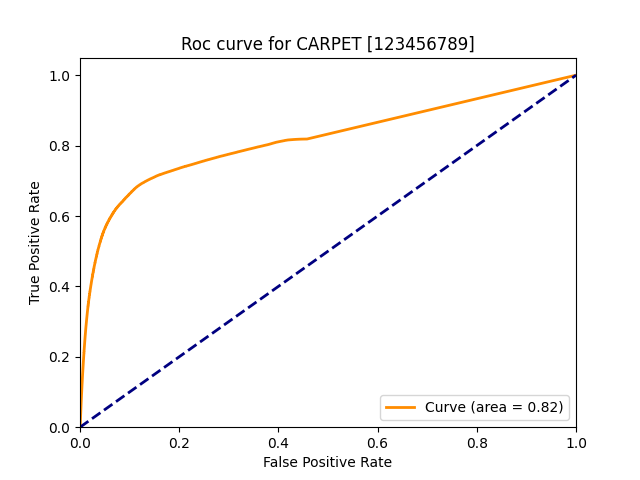 Roc curve for CARPET [123456789]
True Positive Rate
1.0
0.8
0.6
0.4
0.2
0.0
Curve (area = 0.82)
0.0 0.2 0.4 0.6 0.8 1.0
False Positive Rate